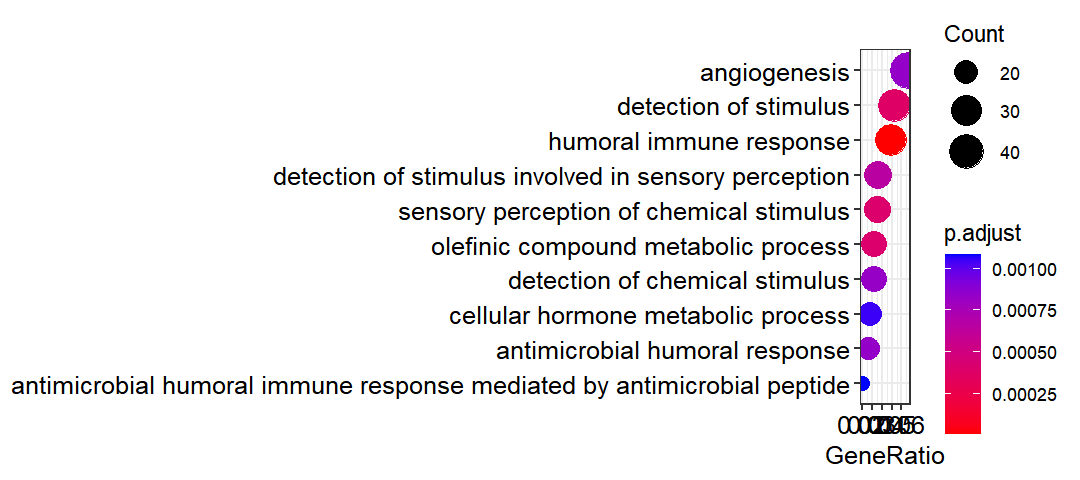 Count
angiogenesis
20
detection of stimulus
30
humoral immune response
40
detection of stimulus involved in sensory perception
sensory perception of chemical stimulus
p.adjust
olefinic compound metabolic process
0.00100
detection of chemical stimulus
0.00075
cellular hormone metabolic process
0.00050
antimicrobial humoral response
0.00025
antimicrobial humoral immune response mediated by antimicrobial peptide
GeneRatio